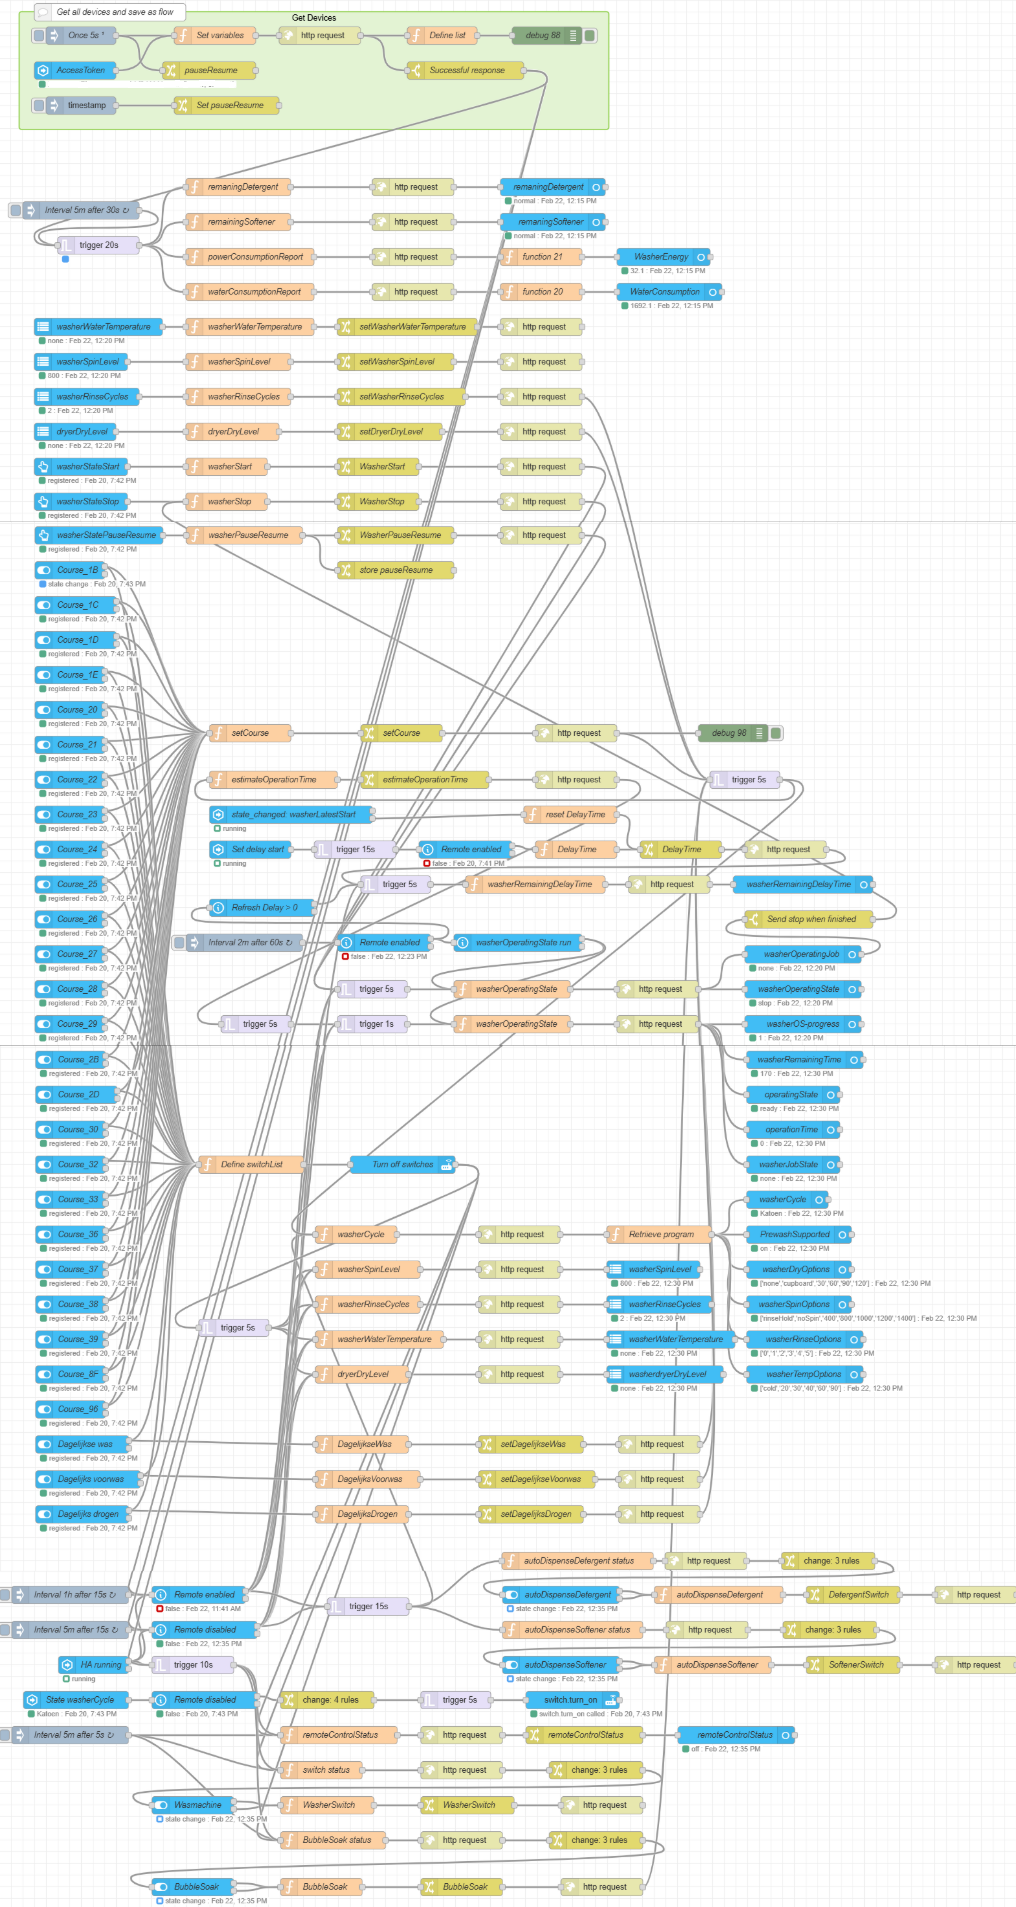 Get all devices and save as flow
Get Devices
Once 5s ¹
Set variables
http request
Define list
debug 88
AccessToken
pauseResume
Successful response
timestamp
Set pauseResume
remaningDetergent
http request
remaningDetergent
normal : Feb 22, 12:15 PM
Interval 5m after 30s ↻
remainingSoftener
http request
remaningSoftener
normal : Feb 22, 12:15 PM
trigger 20s
powerConsumptionReport
http request
function 21
WasherEnergy
32.1 : Feb 22, 12:15 PM
waterConsumptionReport
http request
function 20
WaterConsumption
1692.1 : Feb 22, 12:15 PM
washerWaterTemperature
washerWaterTemperature
setWasherWaterTemperature
http request
none : Feb 22, 12:20 PM
washerSpinLevel
washerSpinLevel
setWasherSpinLevel
http request
800 : Feb 22, 12:20 PM
washerRinseCycles
washerRinseCycles
setWasherRinseCycles
http request
2 : Feb 22, 12:20 PM
dryerDryLevel
dryerDryLevel
setDryerDryLevel
http request
none : Feb 22, 12:20 PM
washerStateStart
washerStart
WasherStart
http request
registered : Feb 20, 7:42 PM
washerStateStop
washerStop
WasherStop
http request
registered : Feb 20, 7:42 PM
washerStatePauseResume
washerPauseResume
WasherPauseResume
http request
registered : Feb 20, 7:42 PM
Course_1B
store pauseResume
state change : Feb 20, 7:43 PM
Course_1C
registered : Feb 20, 7:42 PM
Course_1D
registered : Feb 20, 7:42 PM
Course_1E
registered : Feb 20, 7:42 PM
Course_20
registered : Feb 20, 7:42 PM
setCourse
setCourse
http request
debug 98
Course_21
registered : Feb 20, 7:42 PM
Course_22
estimateOperationTime
estimateOperationTime
http request
trigger 5s
registered : Feb 20, 7:42 PM
Course_23
state_changed: washerLatestStart
reset DelayTime
registered : Feb 20, 7:42 PM
running
Course_24
Set delay start
trigger 15s
Remote enabled
DelayTime
DelayTime
http request
registered : Feb 20, 7:42 PM
running
false : Feb 20, 7:41 PM
Course_25
trigger 5s
washerRemainingDelayTime
http request
washerRemainingDelayTime
registered : Feb 20, 7:42 PM
Refresh Delay > 0
Course_26
Send stop when finished
registered : Feb 20, 7:42 PM
Interval 2m after 60s ↻
Remote enabled
washerOperatingState run
Course_27
false : Feb 22, 12:23 PM
washerOperatingJob
registered : Feb 20, 7:42 PM
none : Feb 22, 12:20 PM
Course_28
trigger 5s
washerOperatingState
http request
washerOperatingState
registered : Feb 20, 7:42 PM
stop : Feb 22, 12:20 PM
Course_29
trigger 5s
trigger 1s
washerOperatingState
http request
washerOS-progress
registered : Feb 20, 7:42 PM
1 : Feb 22, 12:20 PM
Course_2B
washerRemainingTime
registered : Feb 20, 7:42 PM
170 : Feb 22, 12:30 PM
Course_2D
operatingState
registered : Feb 20, 7:42 PM
ready : Feb 22, 12:30 PM
Course_30
operationTime
registered : Feb 20, 7:42 PM
0 : Feb 22, 12:30 PM
Course_32
Define switchList
Turn off switches
washerJobState
registered : Feb 20, 7:42 PM
none : Feb 22, 12:30 PM
Course_33
washerCycle
registered : Feb 20, 7:42 PM
Katoen : Feb 22, 12:30 PM
Course_36
washerCycle
http request
Retrieve program
PrewashSupported
registered : Feb 20, 7:42 PM
on : Feb 22, 12:30 PM
Course_37
washerSpinLevel
http request
washerSpinLevel
washerDryOptions
registered : Feb 20, 7:42 PM
800 : Feb 22, 12:30 PM
['none','cupboard','30','60','90','120'] : Feb 22, 12:30 PM
Course_38
washerRinseCycles
http request
washerRinseCycles
washerSpinOptions
registered : Feb 20, 7:42 PM
2 : Feb 22, 12:30 PM
['rinseHold','noSpin','400','800','1000','1200','1400'] : Feb 22, 12:30 PM
trigger 5s
Course_39
washerWaterTemperature
http request
washerWaterTemperature
washerRinseOptions
registered : Feb 20, 7:42 PM
none : Feb 22, 12:30 PM
['0','1','2','3','4','5'] : Feb 22, 12:30 PM
Course_8F
dryerDryLevel
http request
washerdryerDryLevel
washerTempOptions
registered : Feb 20, 7:42 PM
none : Feb 22, 12:30 PM
['cold','20','30','40','60','90'] : Feb 22, 12:30 PM
Course_96
registered : Feb 20, 7:42 PM
Dagelijkse was
DagelijkseWas
setDagelijkseWas
http request
registered : Feb 20, 7:42 PM
Dagelijks voorwas
DagelijksVoorwas
setDagelijkseVoorwas
http request
registered : Feb 20, 7:42 PM
Dagelijks drogen
DagelijksDrogen
setDagelijksDrogen
http request
registered : Feb 20, 7:42 PM
autoDispenseDetergent status
http request
change: 3 rules
Interval 1h after 15s ↻
Remote enabled
autoDispenseDetergent
autoDispenseDetergent
DetergentSwitch
http request
false : Feb 22, 11:41 AM
trigger 15s
state change : Feb 22, 12:35 PM
Interval 5m after 15s ↻
Remote disabled
autoDispenseSoftener status
http request
change: 3 rules
false : Feb 22, 12:35 PM
HA running
trigger 10s
autoDispenseSoftener
autoDispenseSoftener
SoftenerSwitch
http request
running
state change : Feb 22, 12:35 PM
State washerCycle
Remote disabled
change: 4 rules
trigger 5s
switch.turn_on
Katoen : Feb 20, 7:43 PM
false : Feb 20, 7:43 PM
switch.turn_on called : Feb 20, 7:43 PM
Interval 5m after 5s ↻
remoteControlStatus
http request
remoteControlStatus
remoteControlStatus
off : Feb 22, 12:35 PM
switch status
http request
change: 3 rules
Wasmachine
WasherSwitch
WasherSwitch
http request
state change : Feb 22, 12:35 PM
BubbleSoak status
http request
change: 3 rules
BubbleSoak
BubbleSoak
BubbleSoak
http request
state change : Feb 22, 12:35 PM